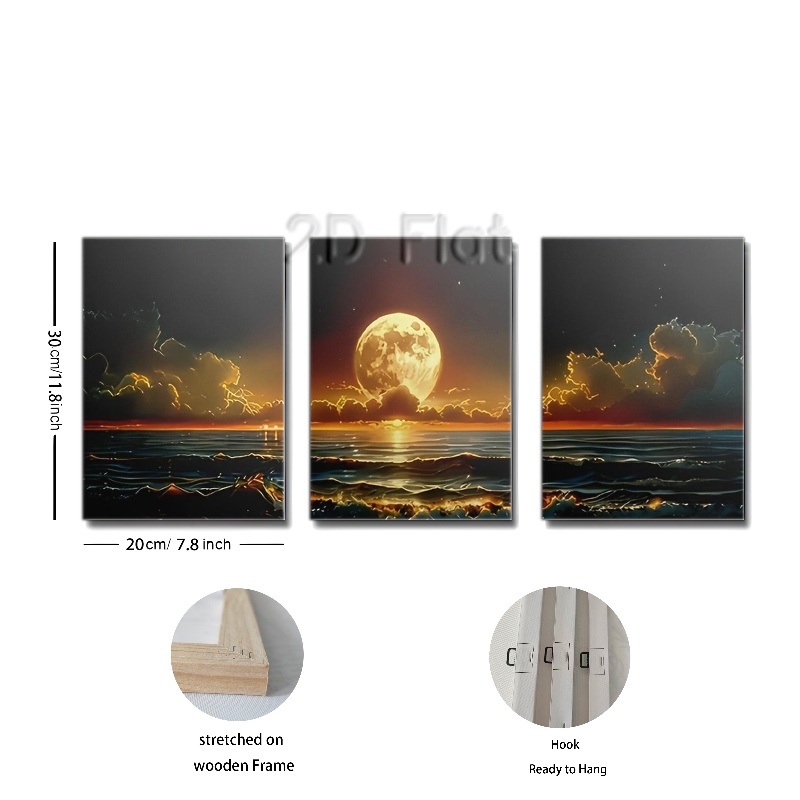 2D Flat
30cm/11.8inch
20cm/ 7.8 inch
stretched on
wooden Frame
Hook
Ready to Hang